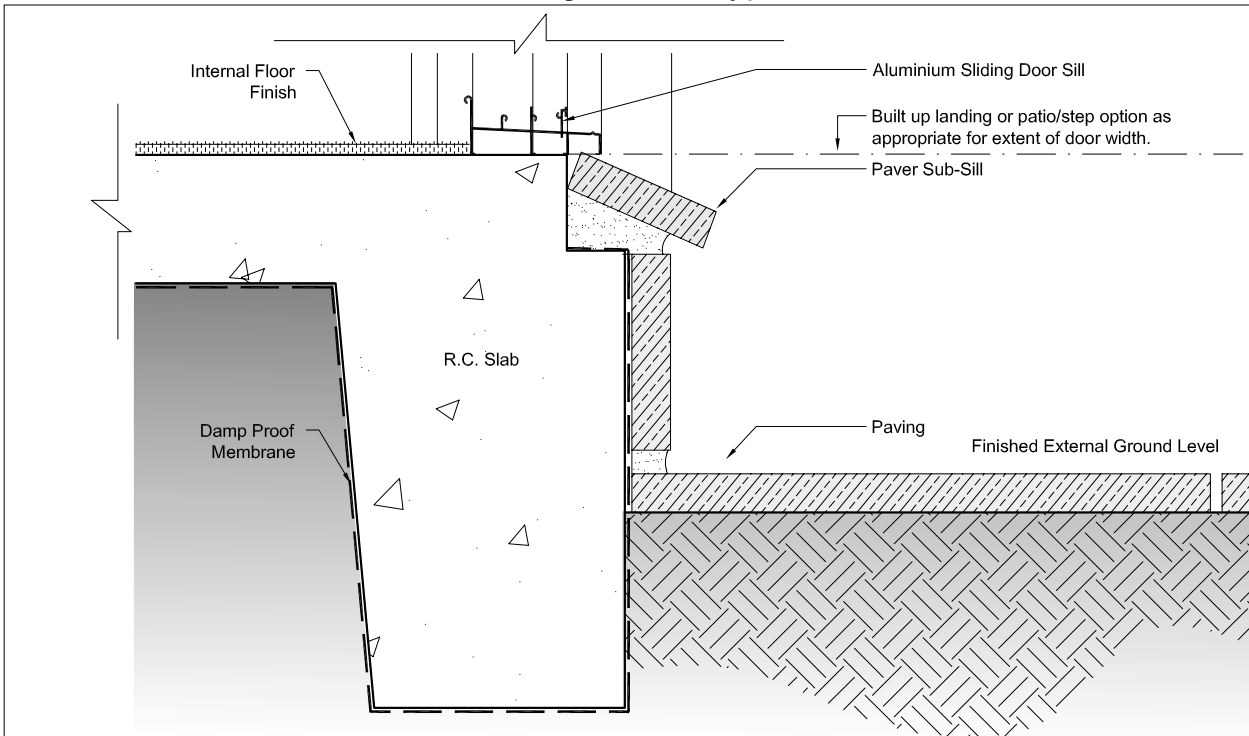 Internal Floor
Finish
Aluminium Sliding Door Sill
Built up landing or patio/step option as
appropriate for extent of door width.
Paver Sub-Sill
R.C. Slab
Damp Proof
Membrane
Paving
Finished External Ground Level